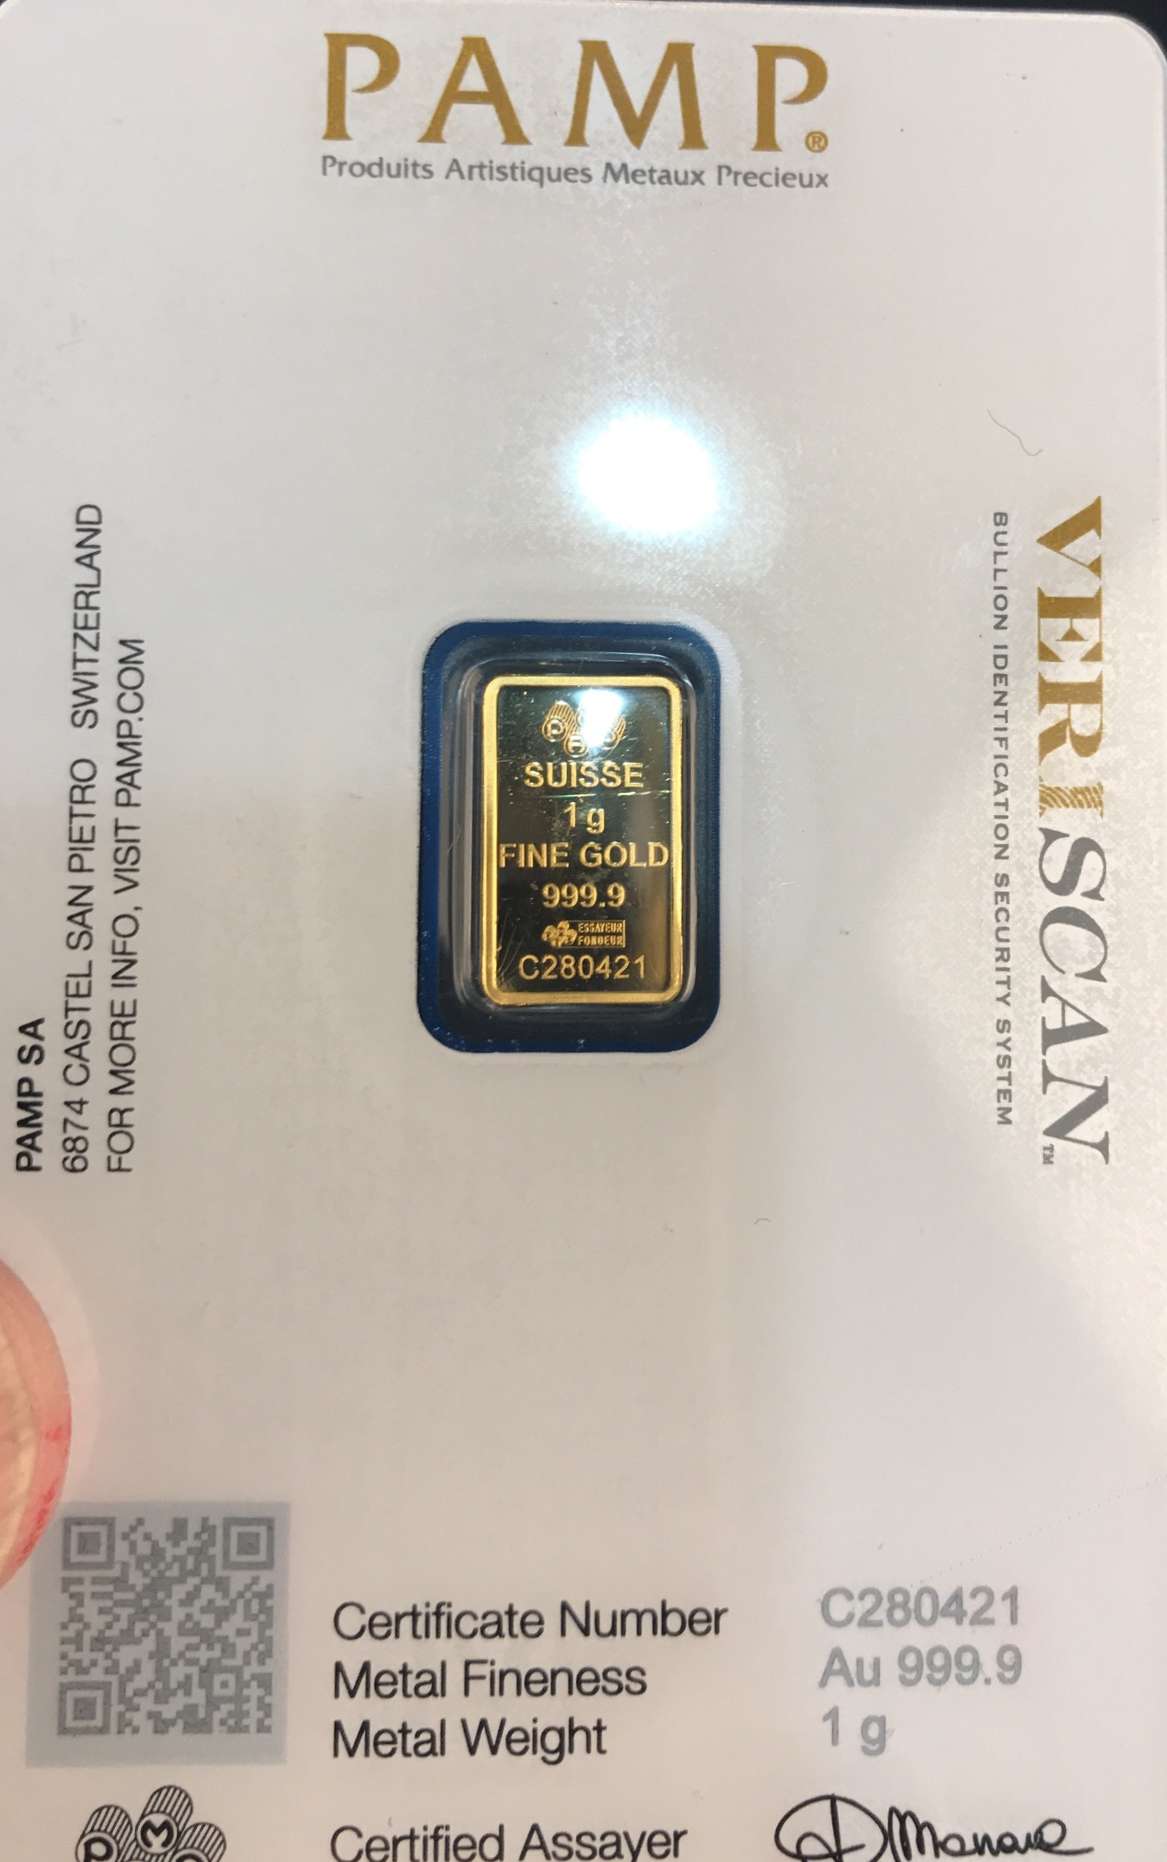 PAMP®
Produits Artistiques Metaux Precieux
PAMP SA
6874 CASTEL SAN PIETRO SWITZERLAND
FOR MORE INFO, VISIT PAMP.COM
SUISSE
1 g
FINE GOLD
999.9
ESSAYEUR
FONDEUR
C280421
VERISCAN™
BULLION IDENTIFICATION SECURITY SYSTEM
Certificate Number C280421
Metal Fineness Au 999.9
Metal Weight 1 g
Certified Assayer